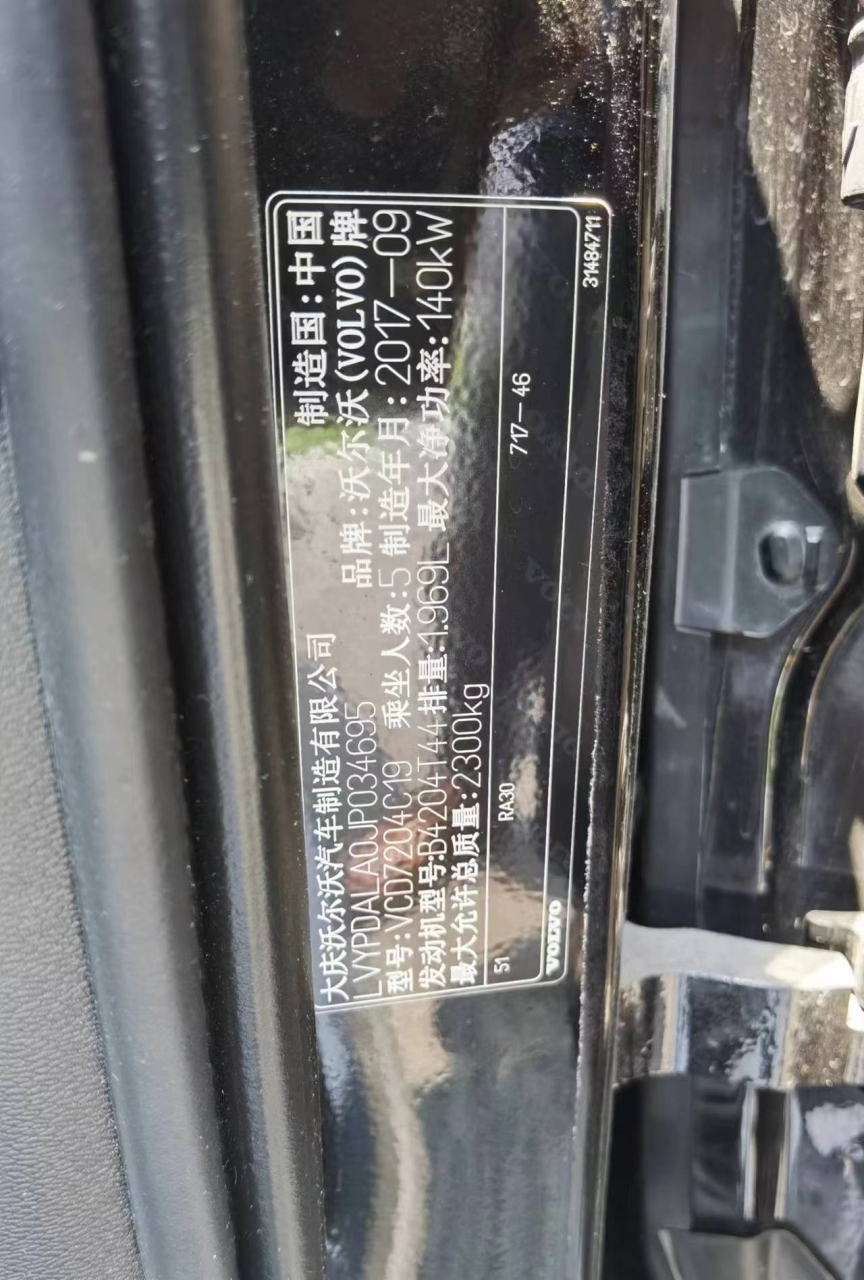 大庆沃尔沃汽车制造有限公司 制造国:中国
LVYPDALA0JP034695 品牌:沃尔沃(VOLVO)牌
型号:VCD7204C19 乘坐人数:5 制造年月:2017-09
发动机型号:B4204T44 排量:1.969L 最大净功率:140kW
最大允许总质量:2300kg
51 RA30 717-46
VOLVO 31484711